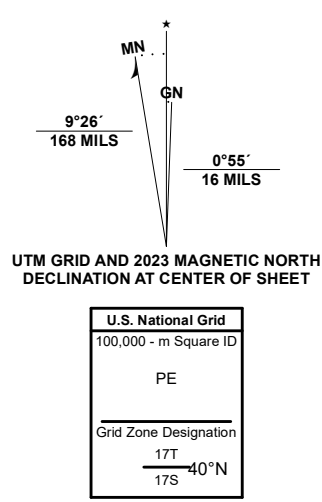 ★
MN
GN
9°26´
168 MILS
0°55´
16 MILS
UTM GRID AND 2023 MAGNETIC NORTH
DECLINATION AT CENTER OF SHEET
U.S. National Grid
100,000 - m Square ID
PE
Grid Zone Designation
17T
40°N
17S